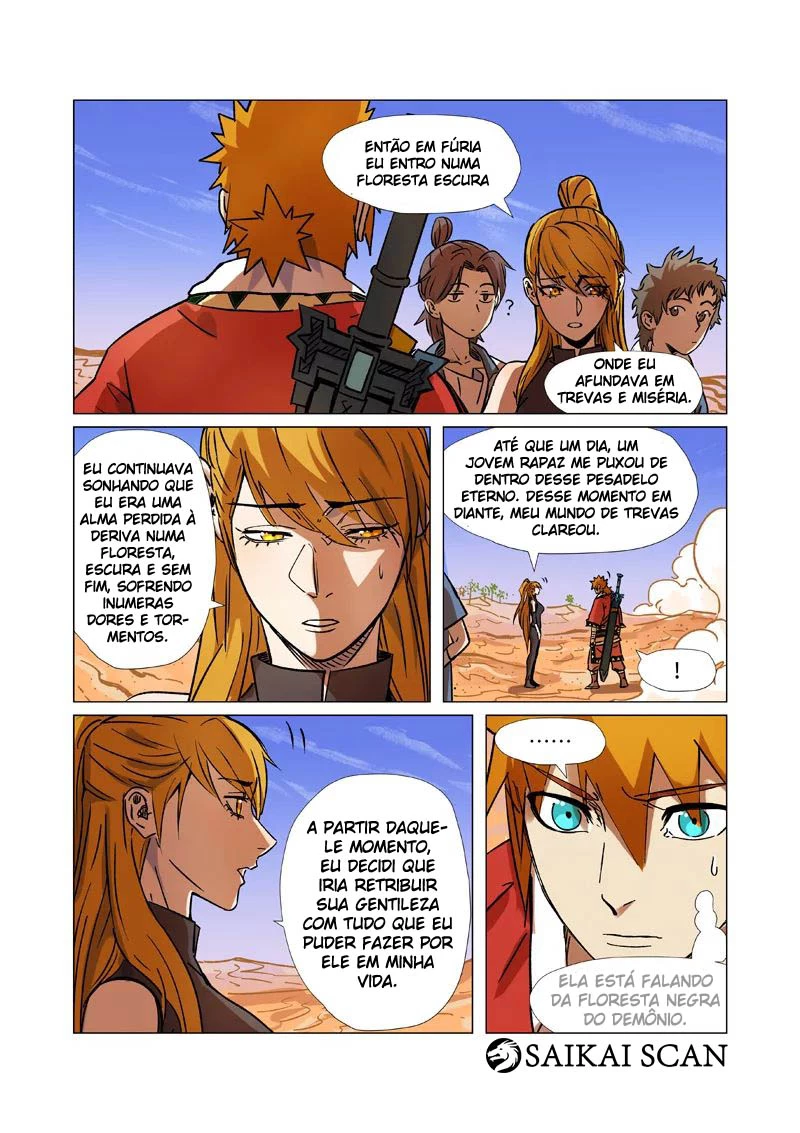 ENTÃO EM FÚRIA
EU ENTRO NUMA
FLORESTA ESCURA
?
ONDE EU
AFUNDAVA EM
TREVAS E MISÉRIA.
EU CONTINUAVA
SONHANDO QUE
EU ERA UMA
ALMA PERDIDA À
DERIVA NUMA
FLORESTA,
ESCURA E SEM
FIM, SOFRENDO
INUMERAS
DORES E TOR-
MENTOS.
ATÉ QUE UM DIA, UM
JOVEM RAPAZ ME PUXOU DE
DENTRO DESSE PESADELO
ETERNO. DESSE MOMENTO EM
DIANTE, MEU MUNDO DE TREVAS
CLAREOU.
!
A PARTIR DAQUE-
LE MOMENTO,
EU DECIDI QUE
IRIA RETRIBUIR
SUA GENTILEZA
COM TUDO QUE EU
PUDER FAZER POR
ELE EM MINHA
VIDA.
......
ELA ESTÁ FALANDO
DA FLORESTA NEGRA
DO DEMÔNIO.
SAIKAI SCAN